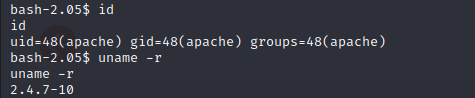 bash-2.05$ id
id
uid=48(apache) gid=48(apache) groups=48(apache)
bash-2.05$ uname -r
uname -r
2.4.7-10